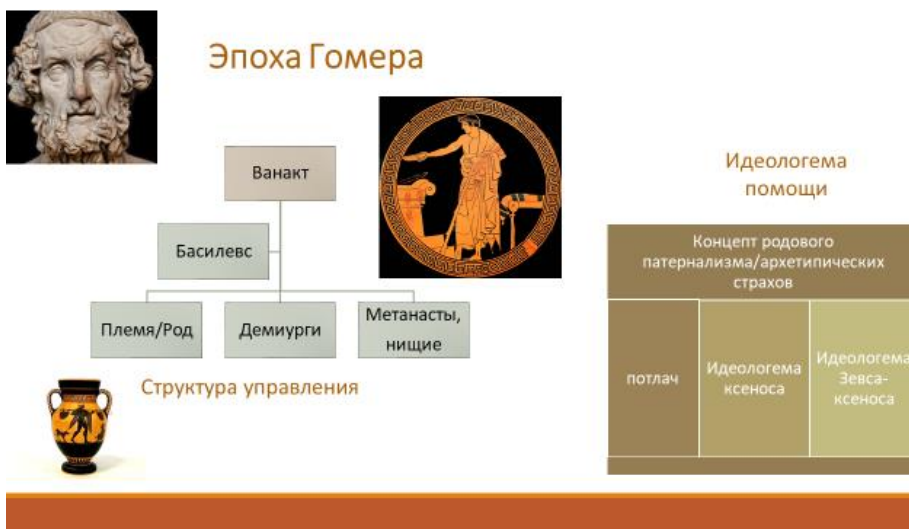 Эпоха Гомера
Ванакт
Басилевс
Племя/Род
Демиурги
Метанасты,
нищие
Структура управления
Идеологема
помощи
Концепт родового
патернализма/архетипических
страхов
потлач
Идеологема
ксеноса
Идеологема
Зевса-
ксеноса